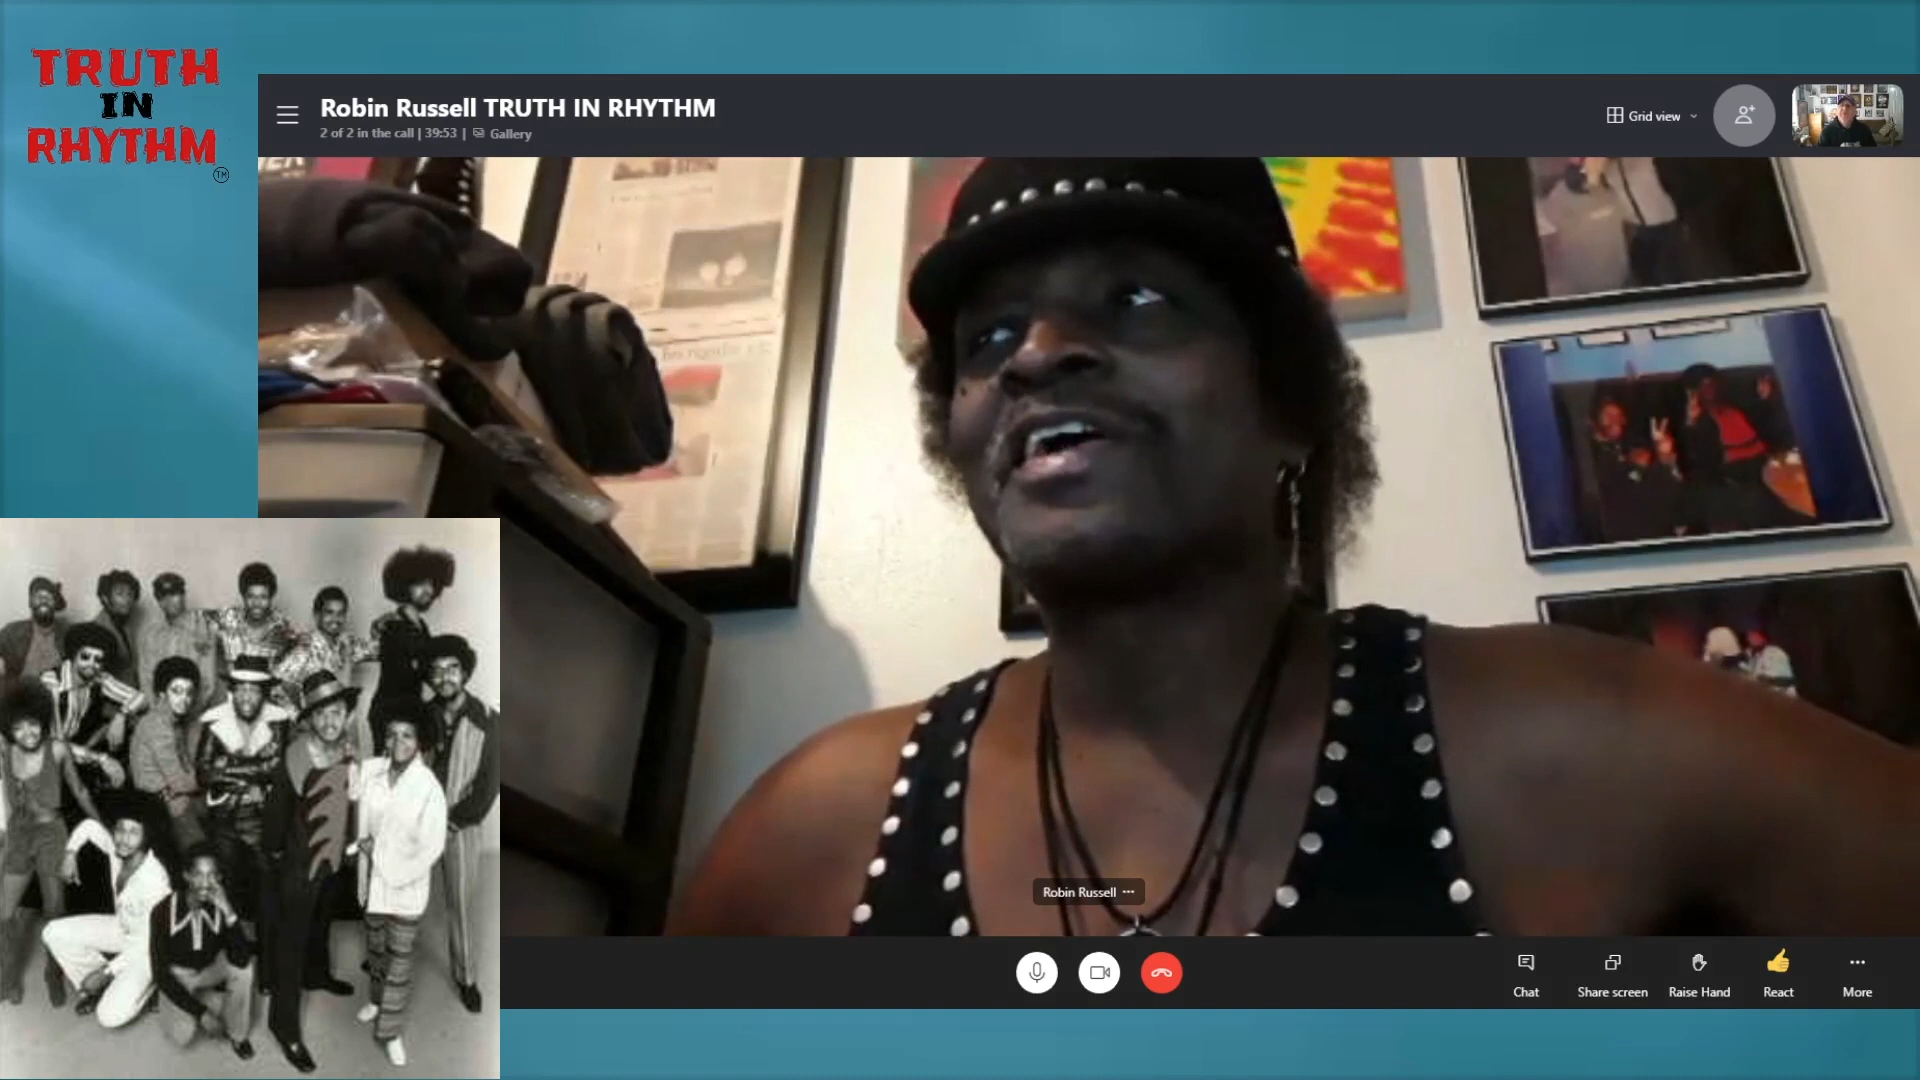 TRUTH
IN
RHYTHM
TM
Robin Russell TRUTH IN RHYTHM
2 of 2 in the call | 39:53 | Gallery
Grid view
Robin Russell
Chat
Share screen
Raise Hand
React
More